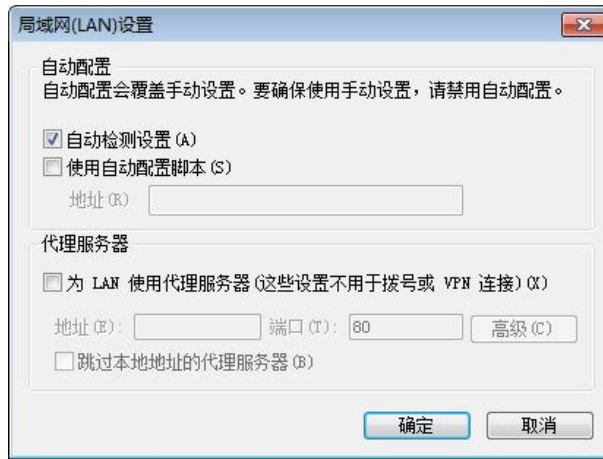 局域网(LAN)设置
自动配置
自动配置会覆盖手动设置。要确保使用手动设置，请禁用自动配置。
自动检测设置(A)
使用自动配置脚本(S)
地址(R)
代理服务器
为 LAN 使用代理服务器(这些设置不用于拨号或 VPN 连接)(X)
地址(E): 端口(T): 80 高级(C)
跳过本地地址的代理服务器(B)
确定 取消